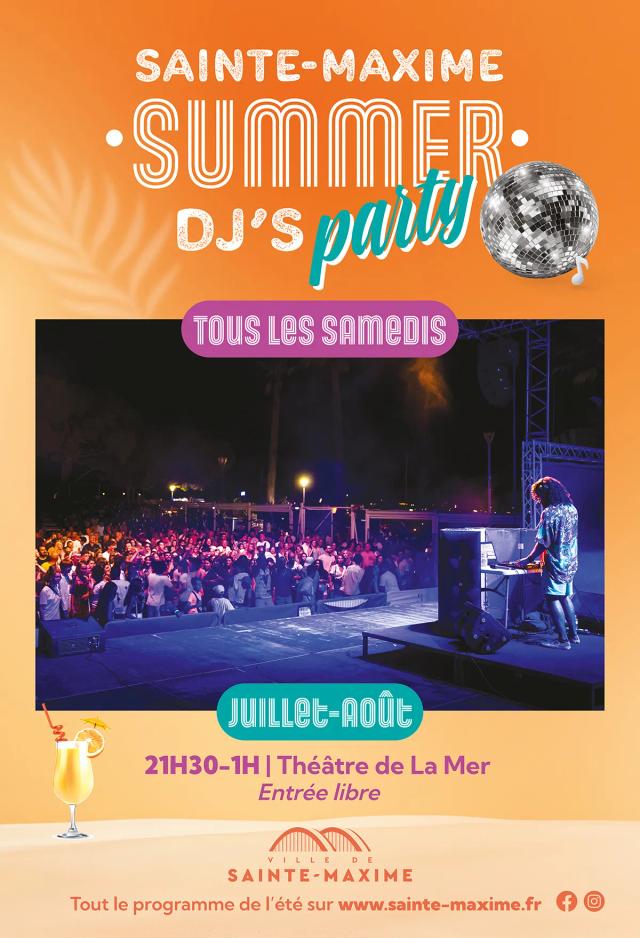 SAINTE-MAXIME
SUMMER
DJ'S party
TOUS LES SAMEDIS
JUILLET-AOÛT
21H30-1H | Théâtre de La Mer
Entrée libre
VILLE DE
SAINTE-MAXIME
Tout le programme de l'été sur www.sainte-maxime.fr